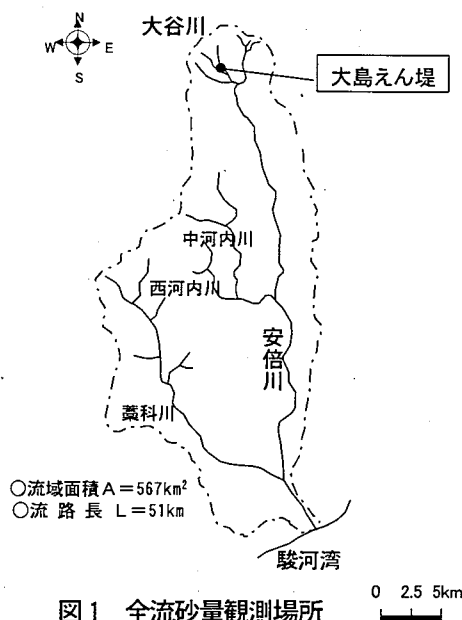 N
W E
S
大谷川
大島えん堤
中河内川
西河内川
安倍川
藁科川
○流域面積A=567km²
○流路長 L=51km
駿河湾
0 2.5 5km
図1 全流砂量観測場所